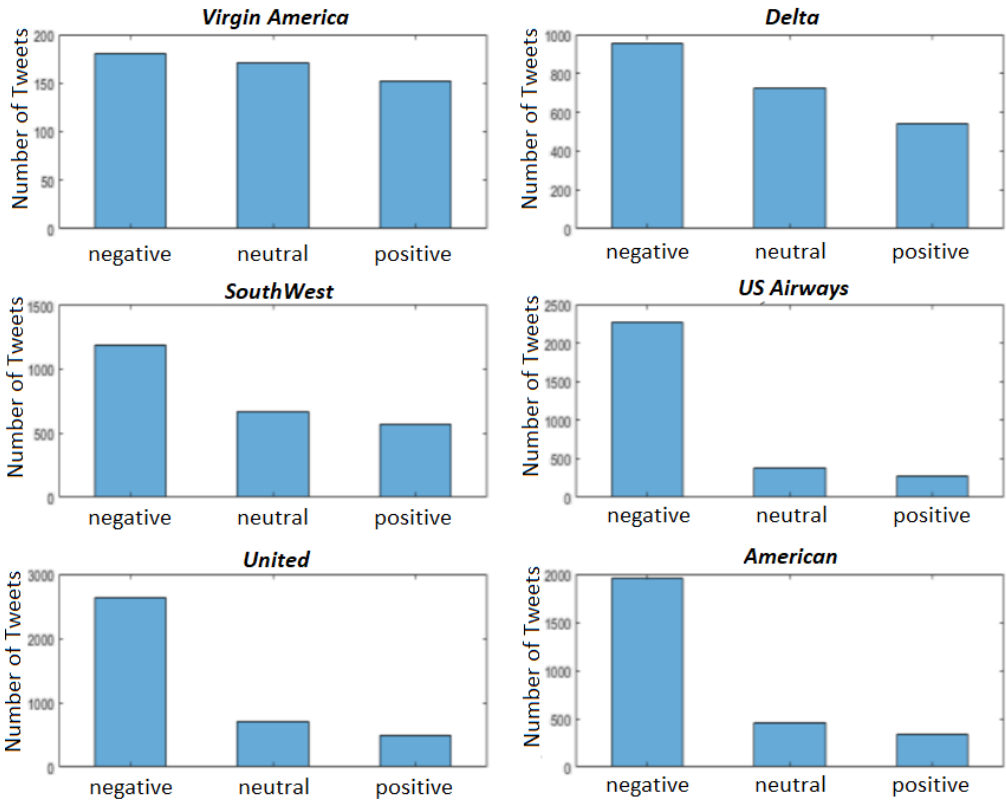 Virgin America
Number of Tweets
200
150
100
50
0
negative neutral positive
Delta
Number of Tweets
1000
800
600
400
200
0
negative neutral positive
SouthWest
Number of Tweets
1500
1000
500
0
negative neutral positive
US Airways
Number of Tweets
2500
2000
1500
1000
500
0
negative neutral positive
United
Number of Tweets
3000
2000
1000
0
negative neutral positive
American
Number of Tweets
2000
1500
1000
500
0
negative neutral positive